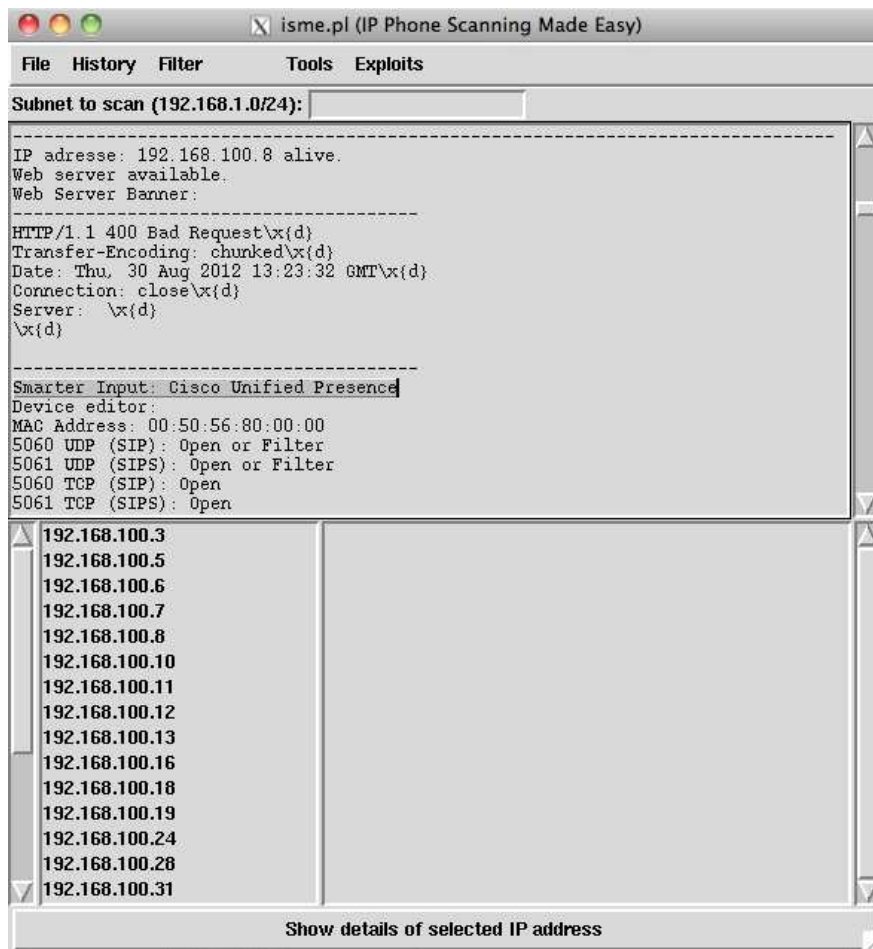 isme.pl (IP Phone Scanning Made Easy)
File History Filter Tools Exploits
Subnet to scan (192.168.1.0/24):
--------------------------------------------------------------------------------
IP adresse: 192.168.100.8 alive.
Web server available.
Web Server Banner:
----------------------------------------
HTTP/1.1 400 Bad Request\x{d}
Transfer-Encoding: chunked\x{d}
Date: Thu, 30 Aug 2012 13:23:32 GMT\x{d}
Connection: close\x{d}
Server:  \x{d}
\x{d}
----------------------------------------
Smarter Input: Cisco Unified Presence
Device editor:
MAC Address: 00:50:56:80:00:00
5060 UDP (SIP): Open or Filter
5061 UDP (SIPS): Open or Filter
5060 TCP (SIP): Open
5061 TCP (SIPS): Open
192.168.100.3
192.168.100.5
192.168.100.6
192.168.100.7
192.168.100.8
192.168.100.10
192.168.100.11
192.168.100.12
192.168.100.13
192.168.100.16
192.168.100.18
192.168.100.19
192.168.100.24
192.168.100.28
192.168.100.31
Show details of selected IP address